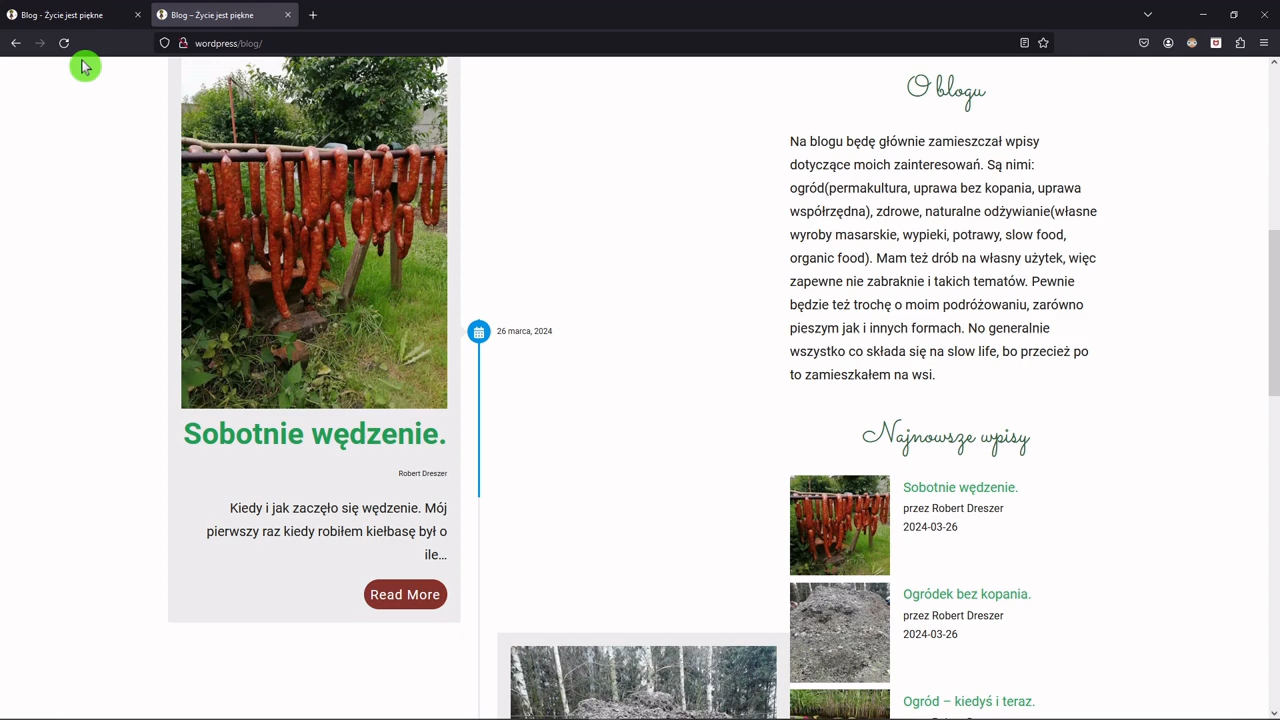 Blog - Życie jest piękne
Blog – Życie jest piękne
wordpress/blog/
26 marca, 2024
Sobotnie wędzenie.
Robert Dreszer
Kiedy i jak zaczęło się wędzenie. Mój
pierwszy raz kiedy robiłem kiełbasę był o
ile…
Read More
O blogu
Na blogu będę głównie zamieszczał wpisy
dotyczące moich zainteresowań. Są nimi:
ogród(permakultura, uprawa bez kopania, uprawa
współrzędna), zdrowe, naturalne odżywianie(własne
wyroby masarskie, wypieki, potrawy, slow food,
organic food). Mam też drób na własny użytek, więc
zapewne nie zabraknie i takich tematów. Pewnie
będzie też trochę o moim podróżowaniu, zarówno
pieszym jak i innych formach. No generalnie
wszystko co składa się na slow life, bo przecież po
to zamieszkałem na wsi.
Najnowsze wpisy
Sobotnie wędzenie.
przez Robert Dreszer
2024-03-26
Ogródek bez kopania.
przez Robert Dreszer
2024-03-26
Ogród – kiedyś i teraz.